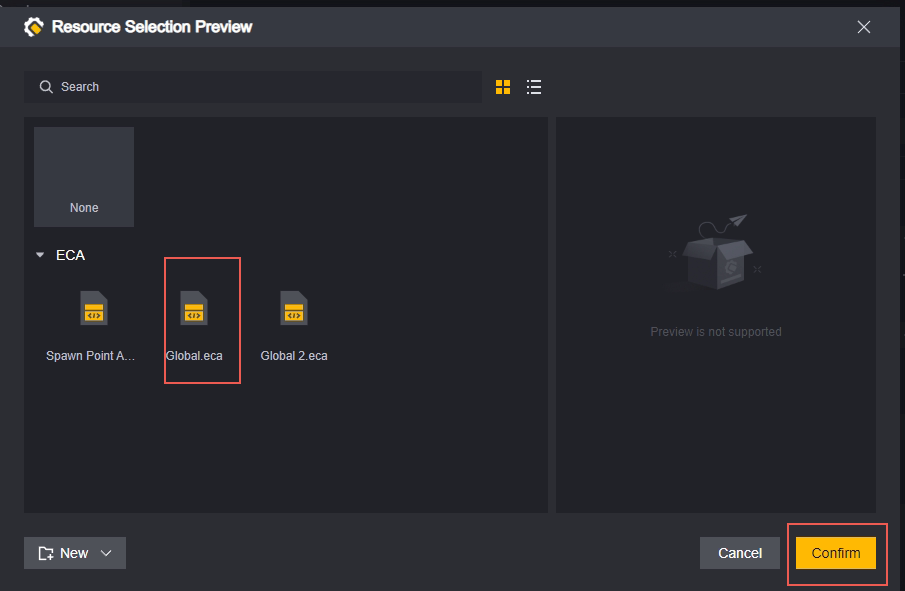 Resource Selection Preview
Search
None
ECA
Spawn Point A...
Global.eca
Global 2.eca
Preview is not supported
New
Cancel
Confirm